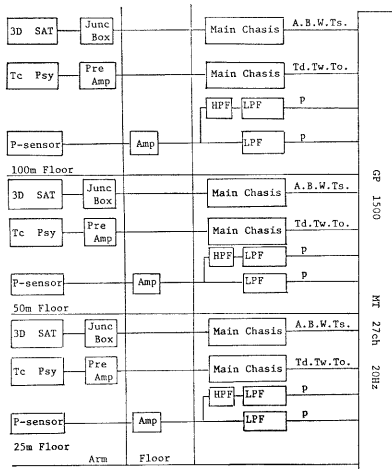 3D SAT Junc Box Main Chasis A.B.W.Ts.
Tc Psy Pre Amp Main Chasis Td.Tw.To.
HPF LPF p
P-sensor Amp LPF p
100m Floor
3D SAT Junc Box Main Chasis A.B.W.Ts.
Tc Psy Pre Amp Main Chasis Td.Tw.To.
HPF LPF p
P-sensor Amp LPF p
50m Floor
3D SAT Junc Box Main Chasis A.B.W.Ts.
Tc Psy Pre Amp Main Chasis Td.Tw.To.
HPF LPF p
P-sensor Amp LPF p
25m Floor
Arm Floor
GP 1500 MT 27ch 20Hz